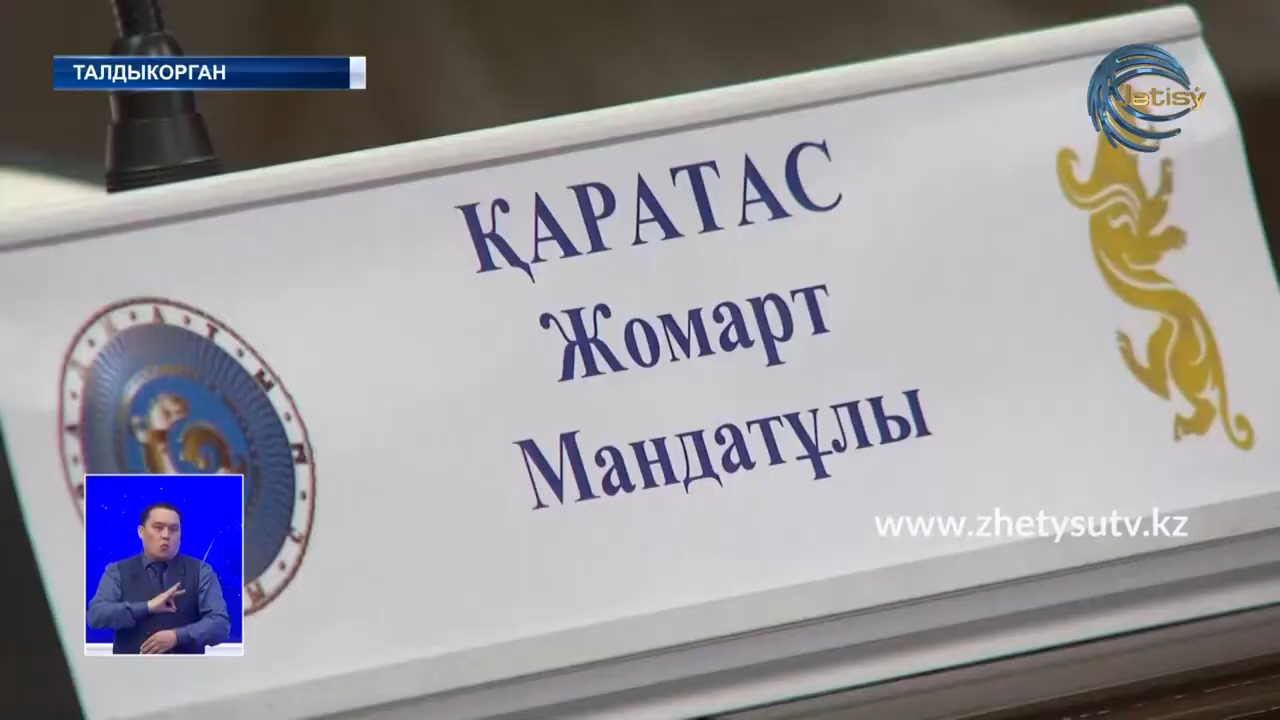 ТАЛДЫКОРГАН
Jetisý
ҚАРАТАС
Жомарт
Мандатұлы
www.zhetysutv.kz